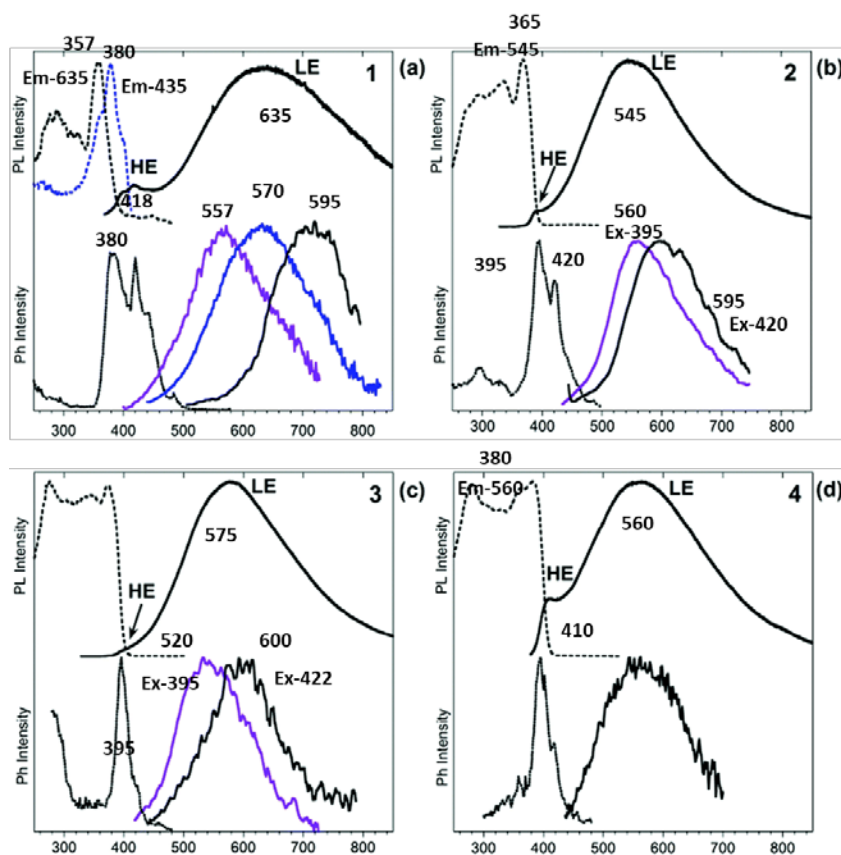 357
380
1
(a)
Em-635
Em-435
LE
PL Intensity
635
HE
418
557
570
595
380
Ph Intensity
300 400 500 600 700 800
365
Em-545
2
(b)
LE
PL Intensity
545
HE
560
Ex-395
395
420
595
Ex-420
Ph Intensity
300 400 500 600 700 800
3
(c)
LE
PL Intensity
575
HE
520
600
Ex-395
Ex-422
395
Ph Intensity
300 400 500 600 700 800
380
Em-560
4
(d)
LE
PL Intensity
560
HE
410
Ph Intensity
300 400 500 600 700 800